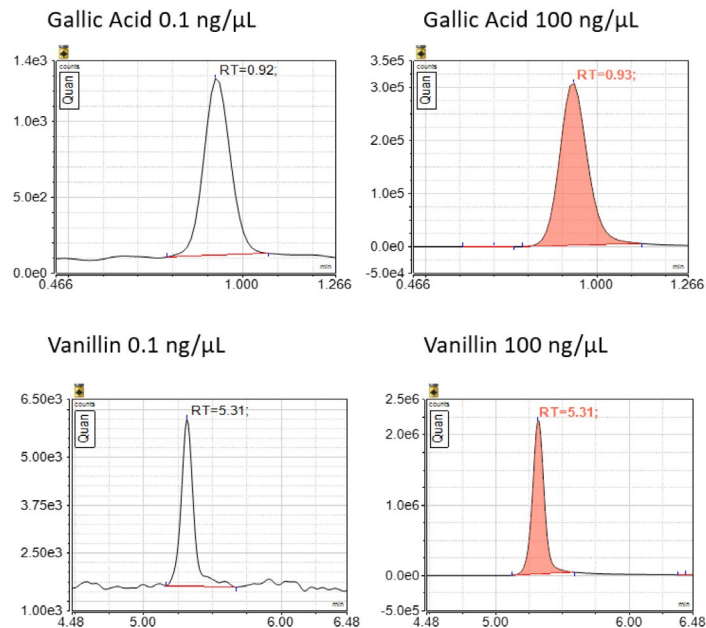 Gallic Acid 0.1 ng/µL
Gallic Acid 100 ng/µL
1.4e3
counts
Quan
RT=0.92;
1.0e3
5.0e2
0.0e0
min
0.466
1.000
1.266
counts
Quan
RT=0.93;
3.0e5
2.0e5
1.0e5
0.0e0
-5.0e4
min
0.466
1.000
1.266
Vanillin 0.1 ng/µL
Vanillin 100 ng/µL
6.50e3
counts
Quan
RT=5.31;
5.00e3
3.75e3
2.50e3
1.00e3
min
4.48
5.00
6.00
6.48
2.5e6
counts
Quan
RT=5.31;
2.0e6
1.0e6
0.0e0
-5.0e5
min
4.48
5.00
6.00
6.48